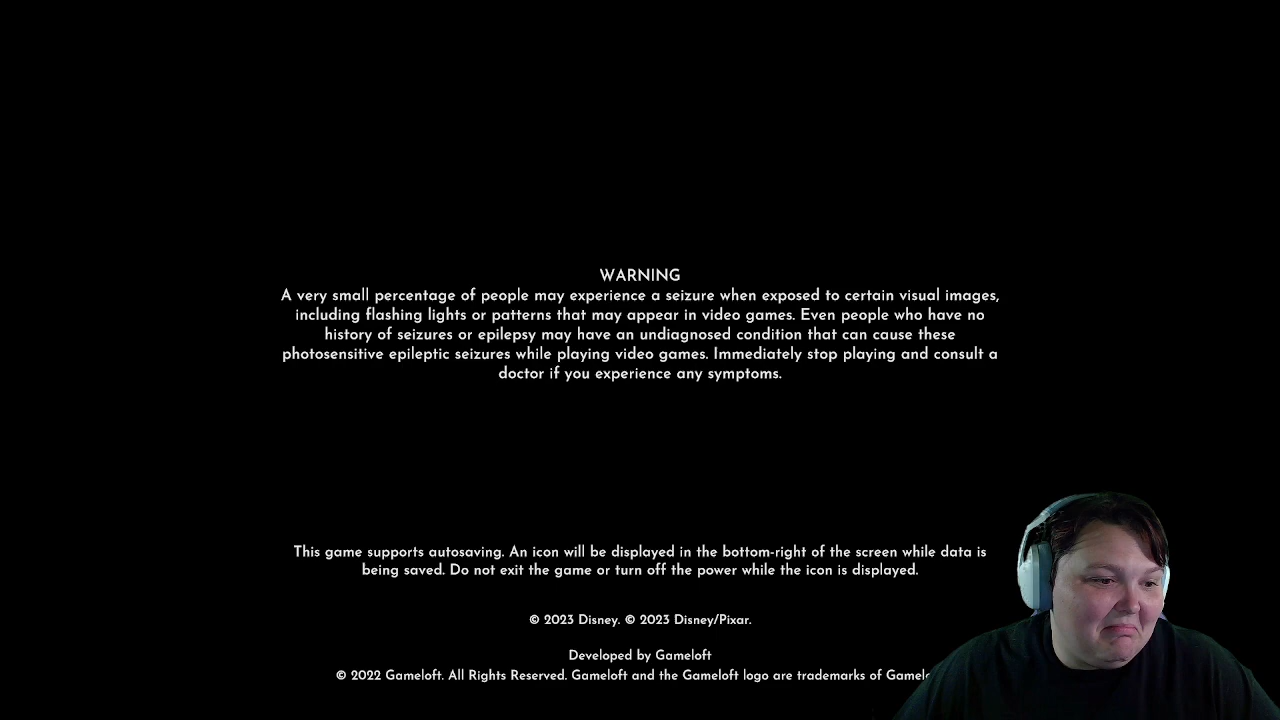 WARNING
A very small percentage of people may experience a seizure when exposed to certain visual images,
including flashing lights or patterns that may appear in video games. Even people who have no
history of seizures or epilepsy may have an undiagnosed condition that can cause these
photosensitive epileptic seizures while playing video games. Immediately stop playing and consult a
doctor if you experience any symptoms.
This game supports autosaving. An icon will be displayed in the bottom-right of the screen while data is
being saved. Do not exit the game or turn off the power while the icon is displayed.
© 2023 Disney. © 2023 Disney/Pixar.
Developed by Gameloft
© 2022 Gameloft. All Rights Reserved. Gameloft and the Gameloft logo are trademarks of